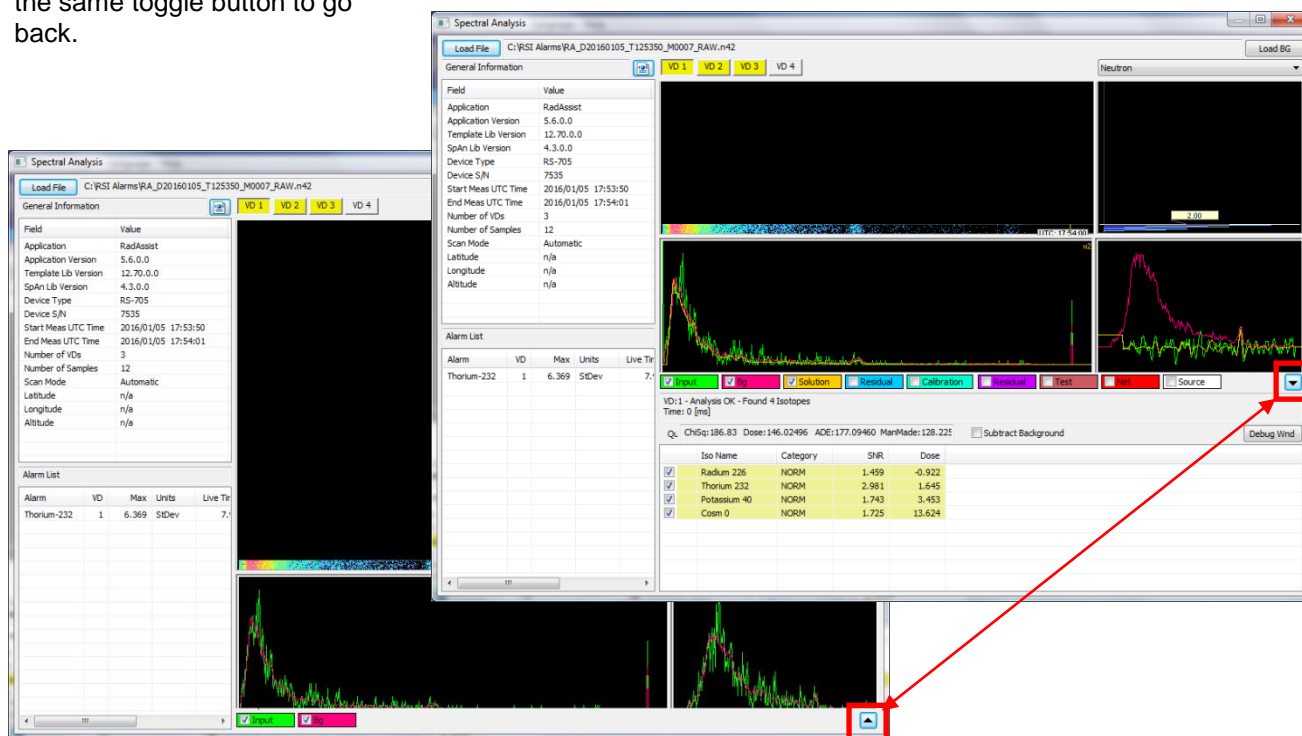 the same toggle button to go
back.
Spectral Analysis
Load File C:\RSI Alarms\RA_D20160105_T125350_M0007_RAW.n42 Load BG
General Information VD 1 VD 2 VD 3 VD 4 Neutron
Field Value
Application RadAssist
Application Version 5.6.0.0
Template Lib Version 12.70.0.0
SpAn Lib Version 4.3.0.0
Device Type RS-705
Device S/N 7535
Start Meas UTC Time 2016/01/05 17:53:50
End Meas UTC Time 2016/01/05 17:54:01
Number of VDs 3
Number of Samples 12
Scan Mode Automatic
Latitude n/a
Longitude n/a
Altitude n/a
2.00
UTC: 17:54:00
Alarm List
Alarm VD Max Units Live Tir
Thorium-232 1 6.369 StDev 7.
Input Bg Solution Residual Calibration Residual Test Net Source
VD:1 - Analysis OK - Found 4 Isotopes
Time: 0 [ms]
ChiSq:186.83 Dose:146.02496 ADE:177.09460 ManMade:128.225 Subtract Background Debug Wnd
Iso Name Category SNR Dose
Radium 226 NORM 1.459 -0.922
Thorium 232 NORM 2.981 1.645
Potassium 40 NORM 1.743 3.453
Cosm 0 NORM 1.725 13.624
Spectral Analysis
Load File C:\RSI Alarms\RA_D20160105_T125350_M0007_RAW.n42
General Information VD 1 VD 2 VD 3 VD 4
Field Value
Application RadAssist
Application Version 5.6.0.0
Template Lib Version 12.70.0.0
SpAn Lib Version 4.3.0.0
Device Type RS-705
Device S/N 7535
Start Meas UTC Time 2016/01/05 17:53:50
End Meas UTC Time 2016/01/05 17:54:01
Number of VDs 3
Number of Samples 12
Scan Mode Automatic
Latitude n/a
Longitude n/a
Altitude n/a
Alarm List
Alarm VD Max Units Live Tir
Thorium-232 1 6.369 StDev 7.
Input Bg